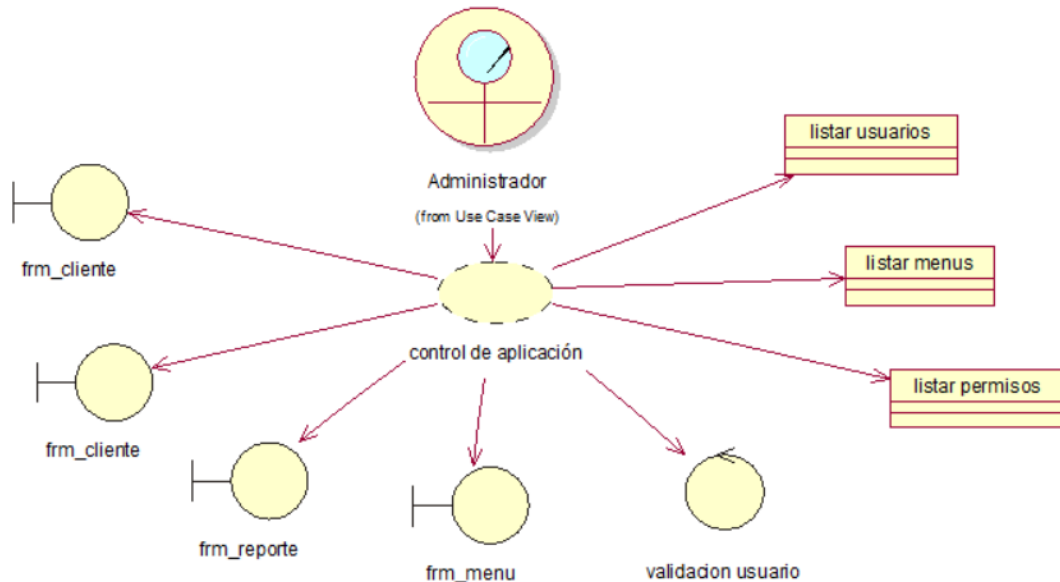 Administrador
(from Use Case View)
listar usuarios
frm_cliente
listar menus
control de aplicación
listar permisos
frm_cliente
frm_reporte
frm_menu
validacion usuario